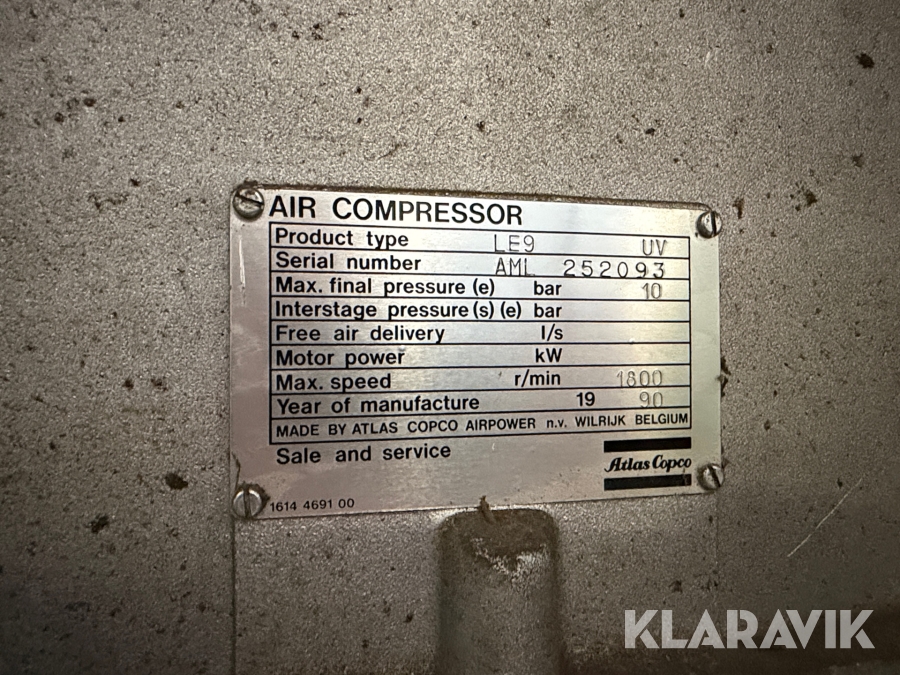 AIR COMPRESSOR
Product type LE9 UV
Serial number AML 252093
Max. final pressure (e) bar 10
Interstage pressure (s) (e) bar
Free air delivery l/s
Motor power kW
Max. speed r/min 1800
Year of manufacture 19 90
MADE BY ATLAS COPCO AIRPOWER n.v. WILRIJK BELGIUM
Sale and service
Atlas Copco
1614 4691 00
KLARAVIK